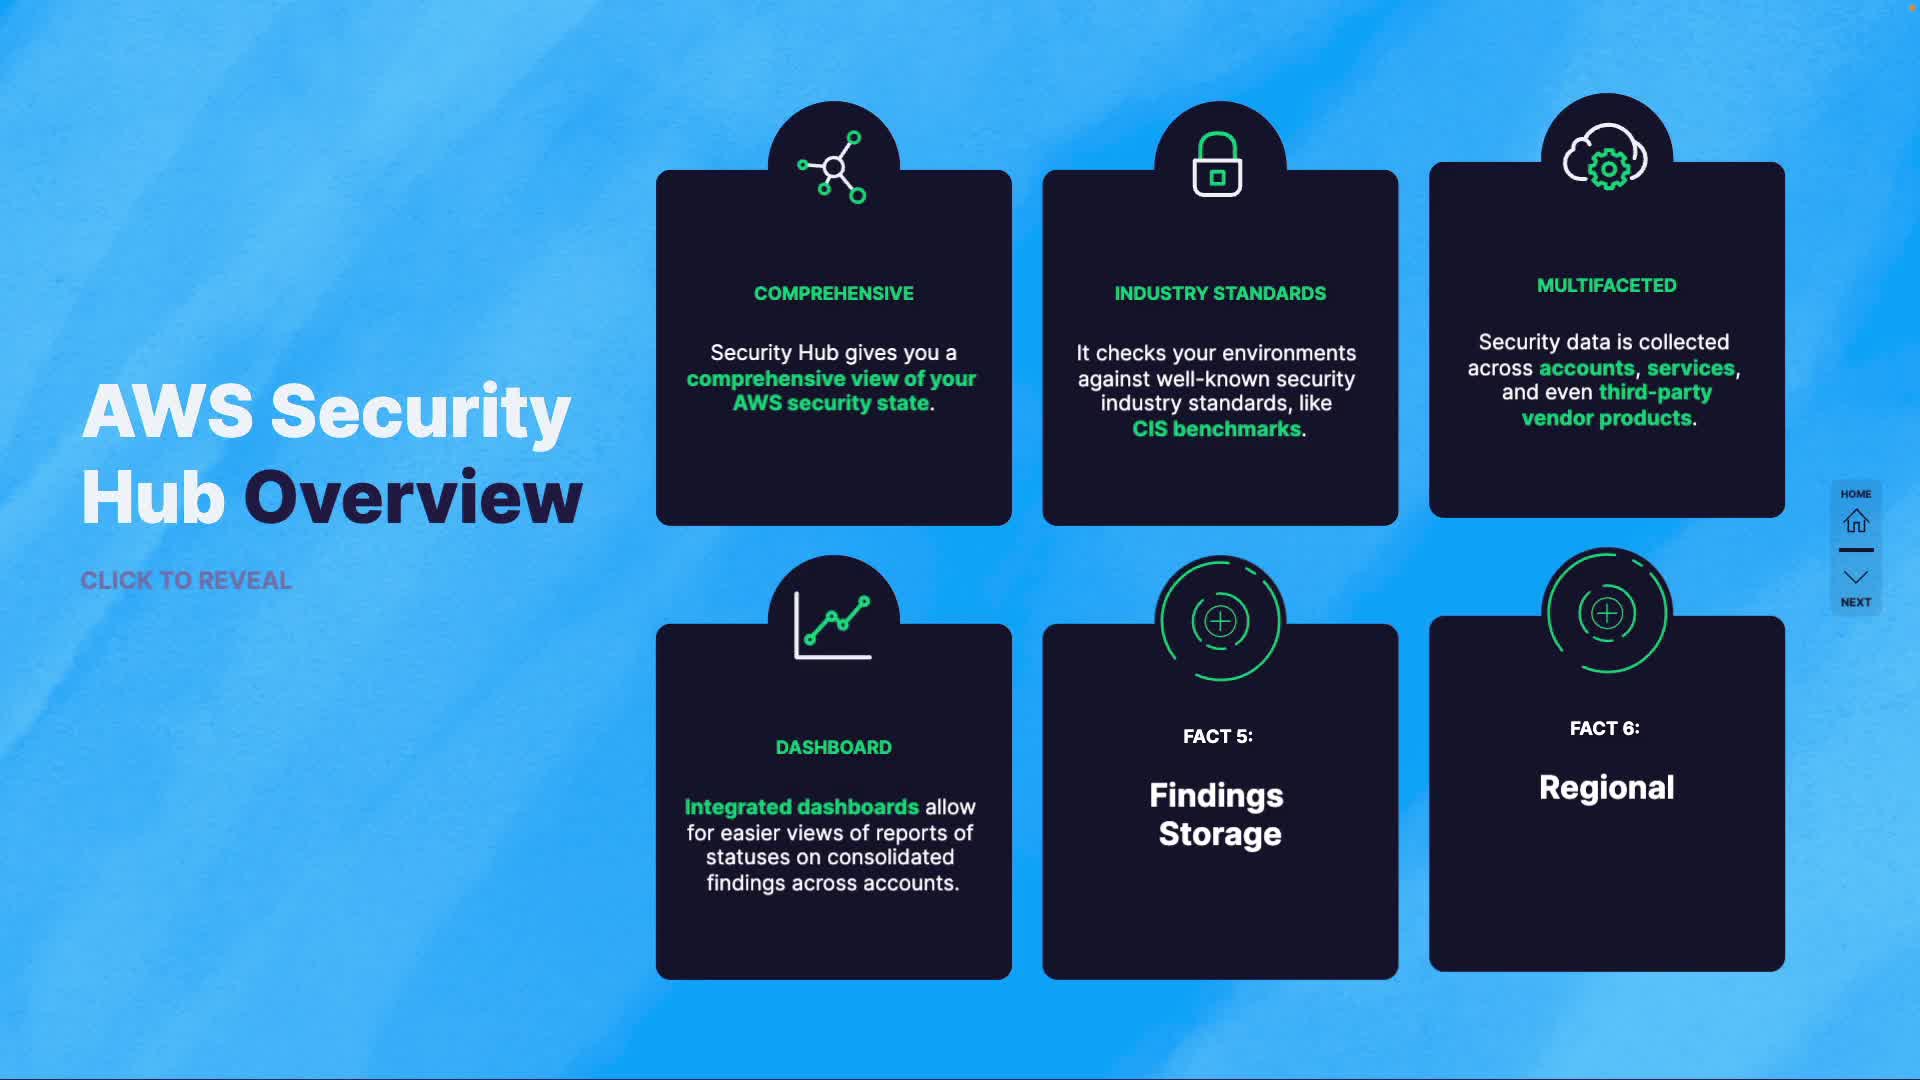 AWS Security
Hub Overview
CLICK TO REVEAL
COMPREHENSIVE
Security Hub gives you a
comprehensive view of your
AWS security state.
INDUSTRY STANDARDS
It checks your environments
against well-known security
industry standards, like
CIS benchmarks.
MULTIFACETED
Security data is collected
across accounts, services,
and even third-party
vendor products.
DASHBOARD
Integrated dashboards allow
for easier views of reports of
statuses on consolidated
findings across accounts.
FACT 5:
Findings
Storage
FACT 6:
Regional
HOME
NEXT